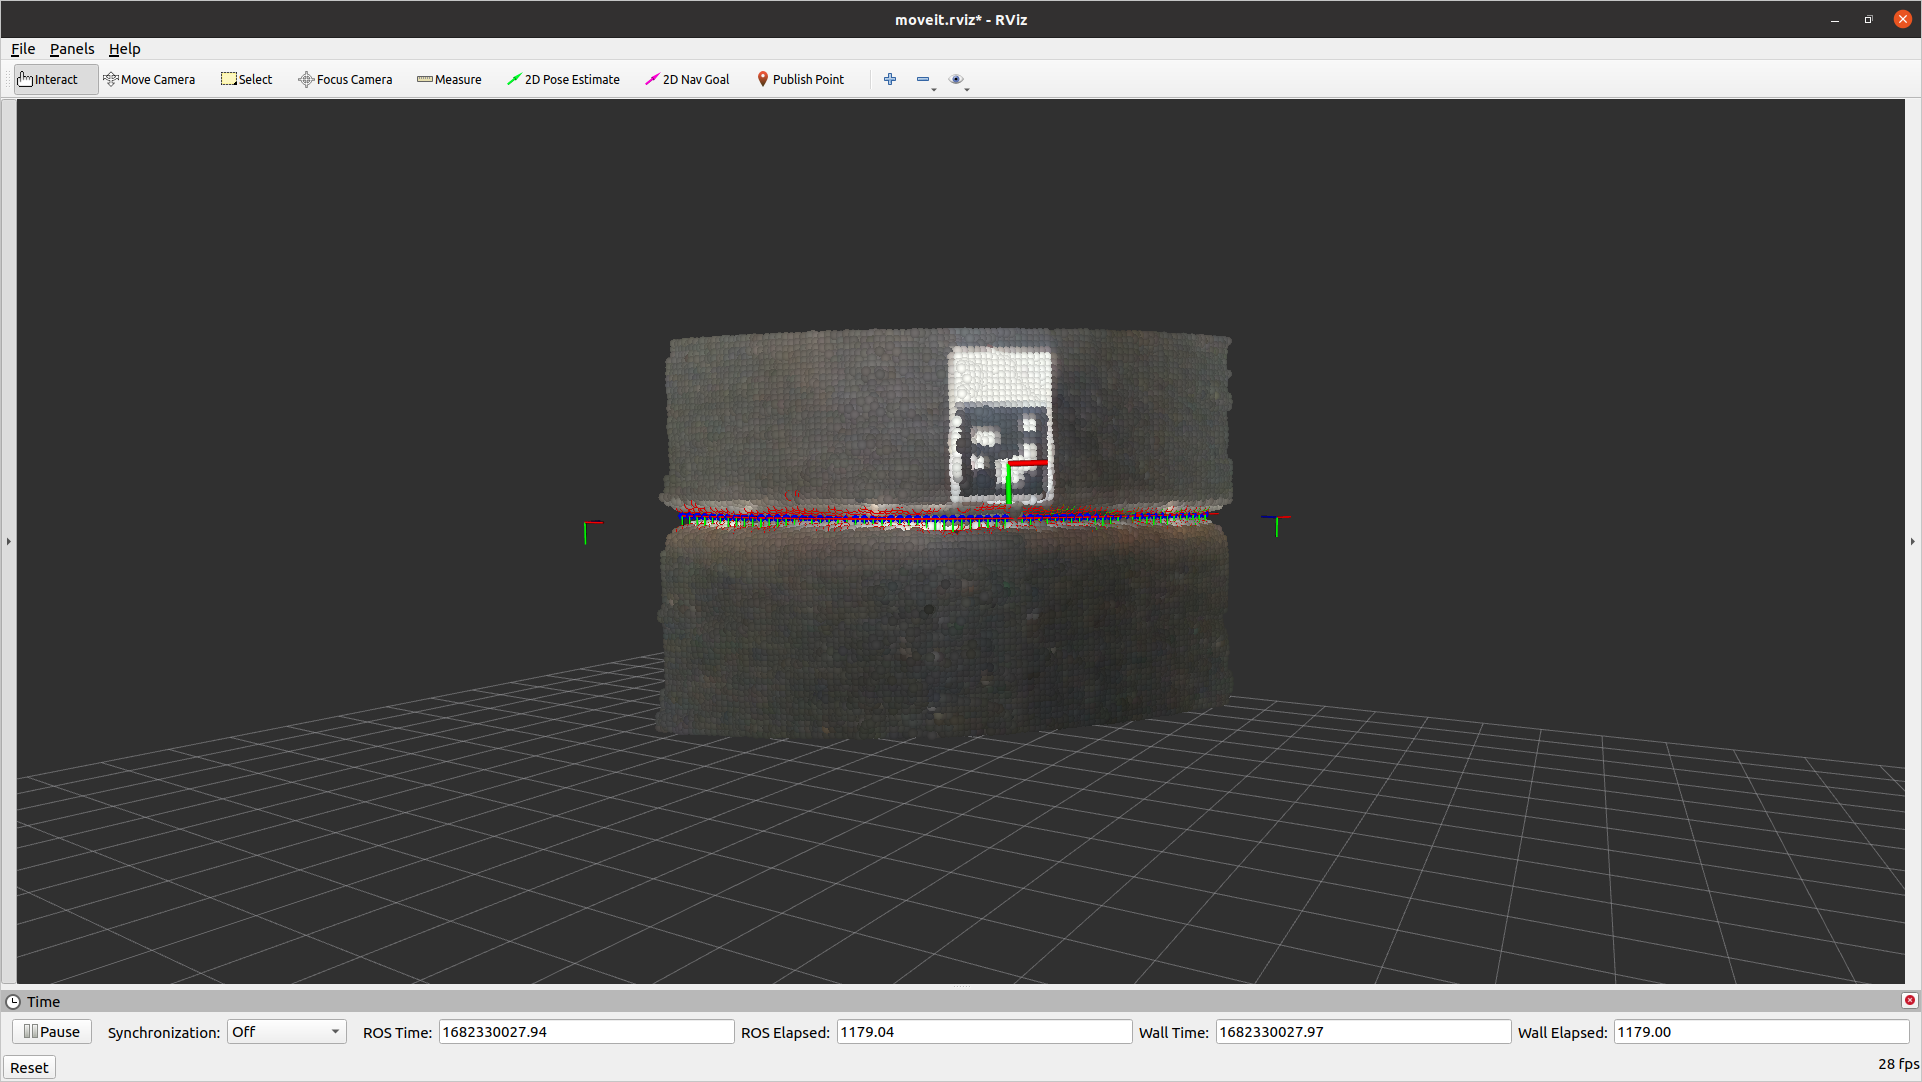 moveit.rviz* - RViz
File Panels Help
Interact Move Camera Select Focus Camera Measure 2D Pose Estimate 2D Nav Goal Publish Point
Time
Pause Synchronization: Off ROS Time: 1682330027.94 ROS Elapsed: 1179.04 Wall Time: 1682330027.97 Wall Elapsed: 1179.00
Reset 28 fps